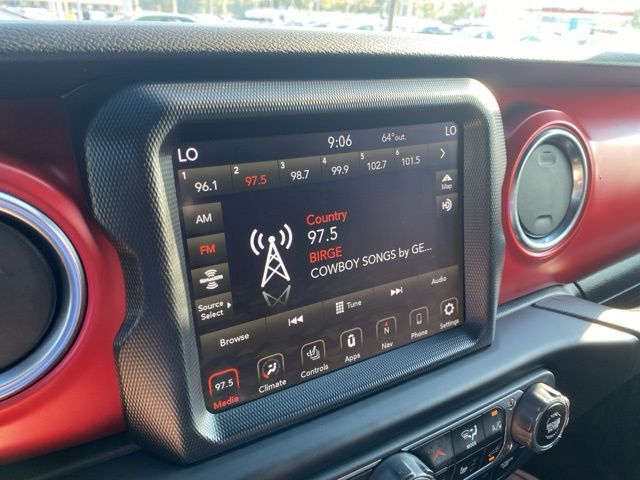 LO 9:06 64° out. LO
1 96.1 2 97.5 3 98.7 4 99.9 5 102.7 6 101.5
AM
FM
SiriusXM
Source Select
Country
97.5
BIRGE
COWBOY SONGS by GE...
Map
Browse Tune Audio
97.5 Media Climate Controls Apps N Nav Phone Settings
MODE A/C